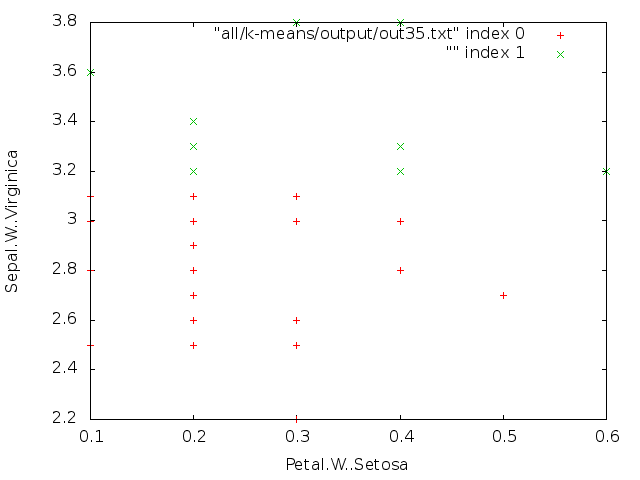 "all/k-means/output/out35.txt" index 0
"" index 1
3.8
3.6
3.4
3.2
3
2.8
2.6
2.4
2.2
Sepal.W..Virginica
0.1 0.2 0.3 0.4 0.5 0.6
Petal.W..Setosa